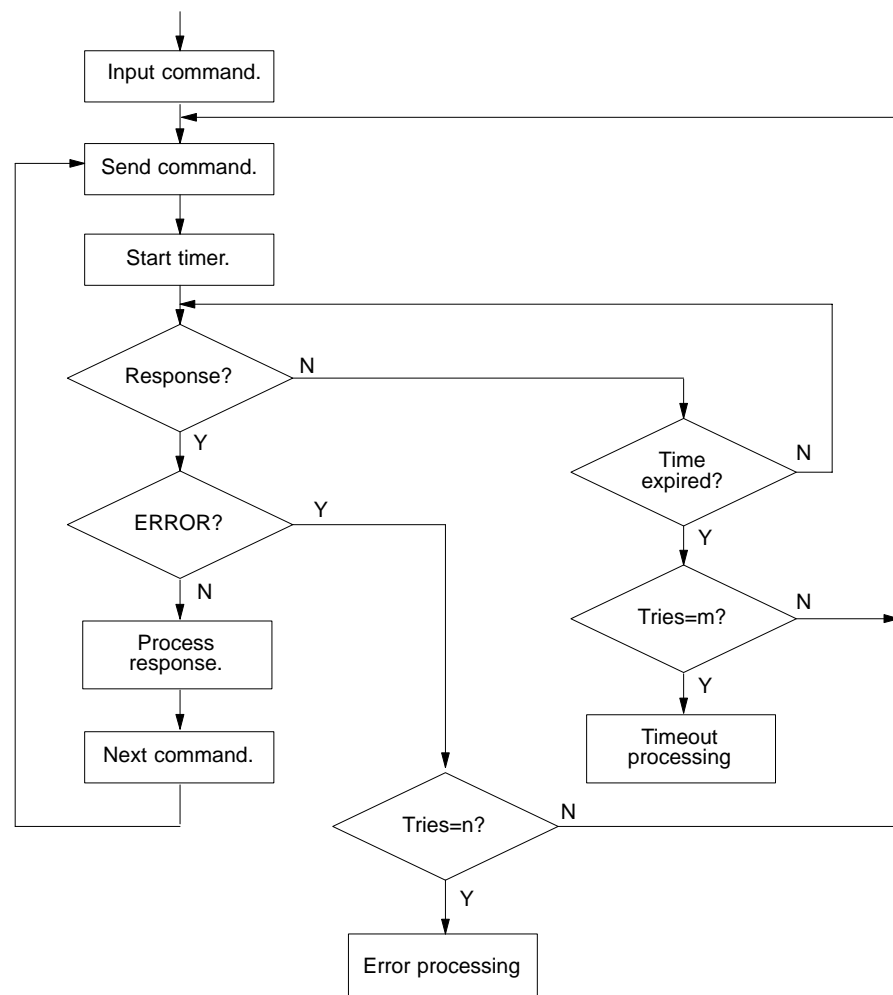 Input command.
Send command.
Start timer.
Response?
N
Y
Time
expired?
N
Y
ERROR?
Y
N
Tries=m?
N
Y
Process
response.
Next command.
Timeout
processing
Tries=n?
N
Y
Error processing